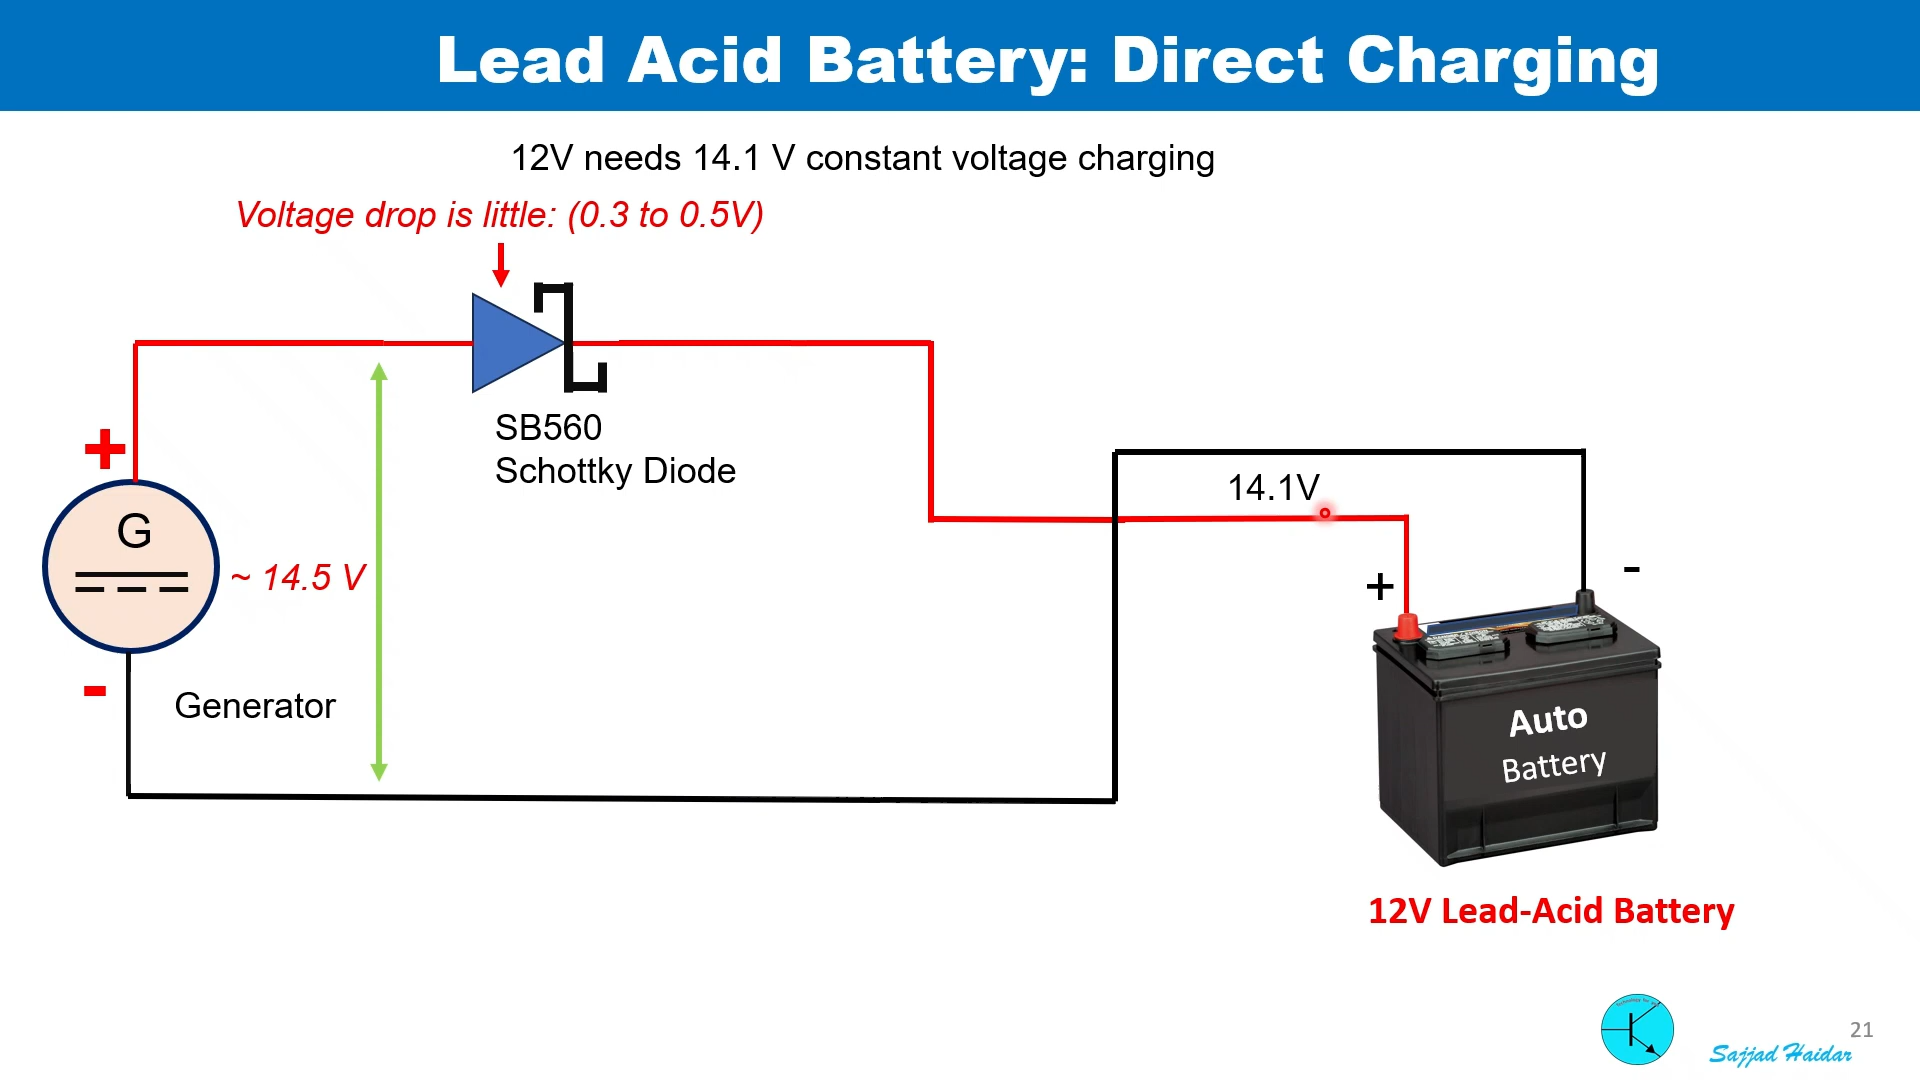 Lead Acid Battery: Direct Charging
12V needs 14.1 V constant voltage charging
Voltage drop is little: (0.3 to 0.5V)
SB560
Schottky Diode
+
14.1V
G
~ 14.5 V
+
-
-
Generator
Auto
Battery
12V Lead-Acid Battery
21
Sajjad Haidar